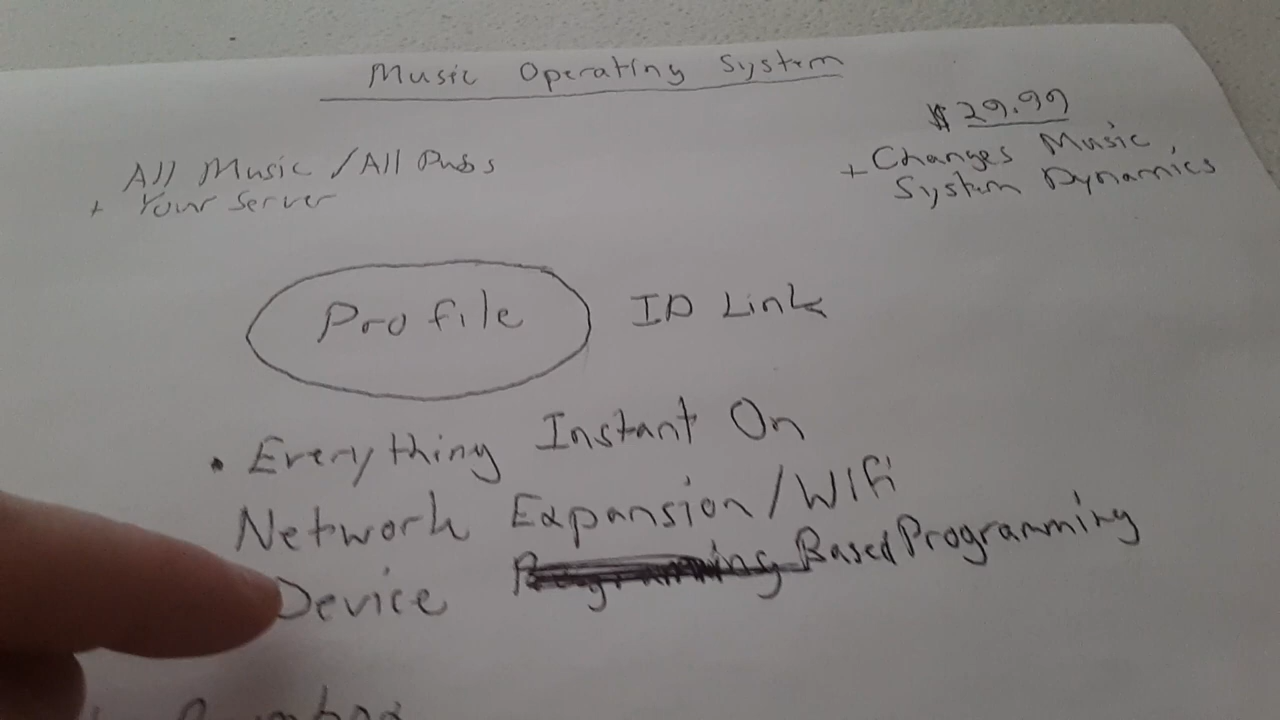 Music Operating System
$29.99
+ Changes Music
System Dynamics
All Music / All Pubs
+ Your Server
Profile
ID Link
• Everything Instant On
Network Expansion/Wifi
Device Based Programming